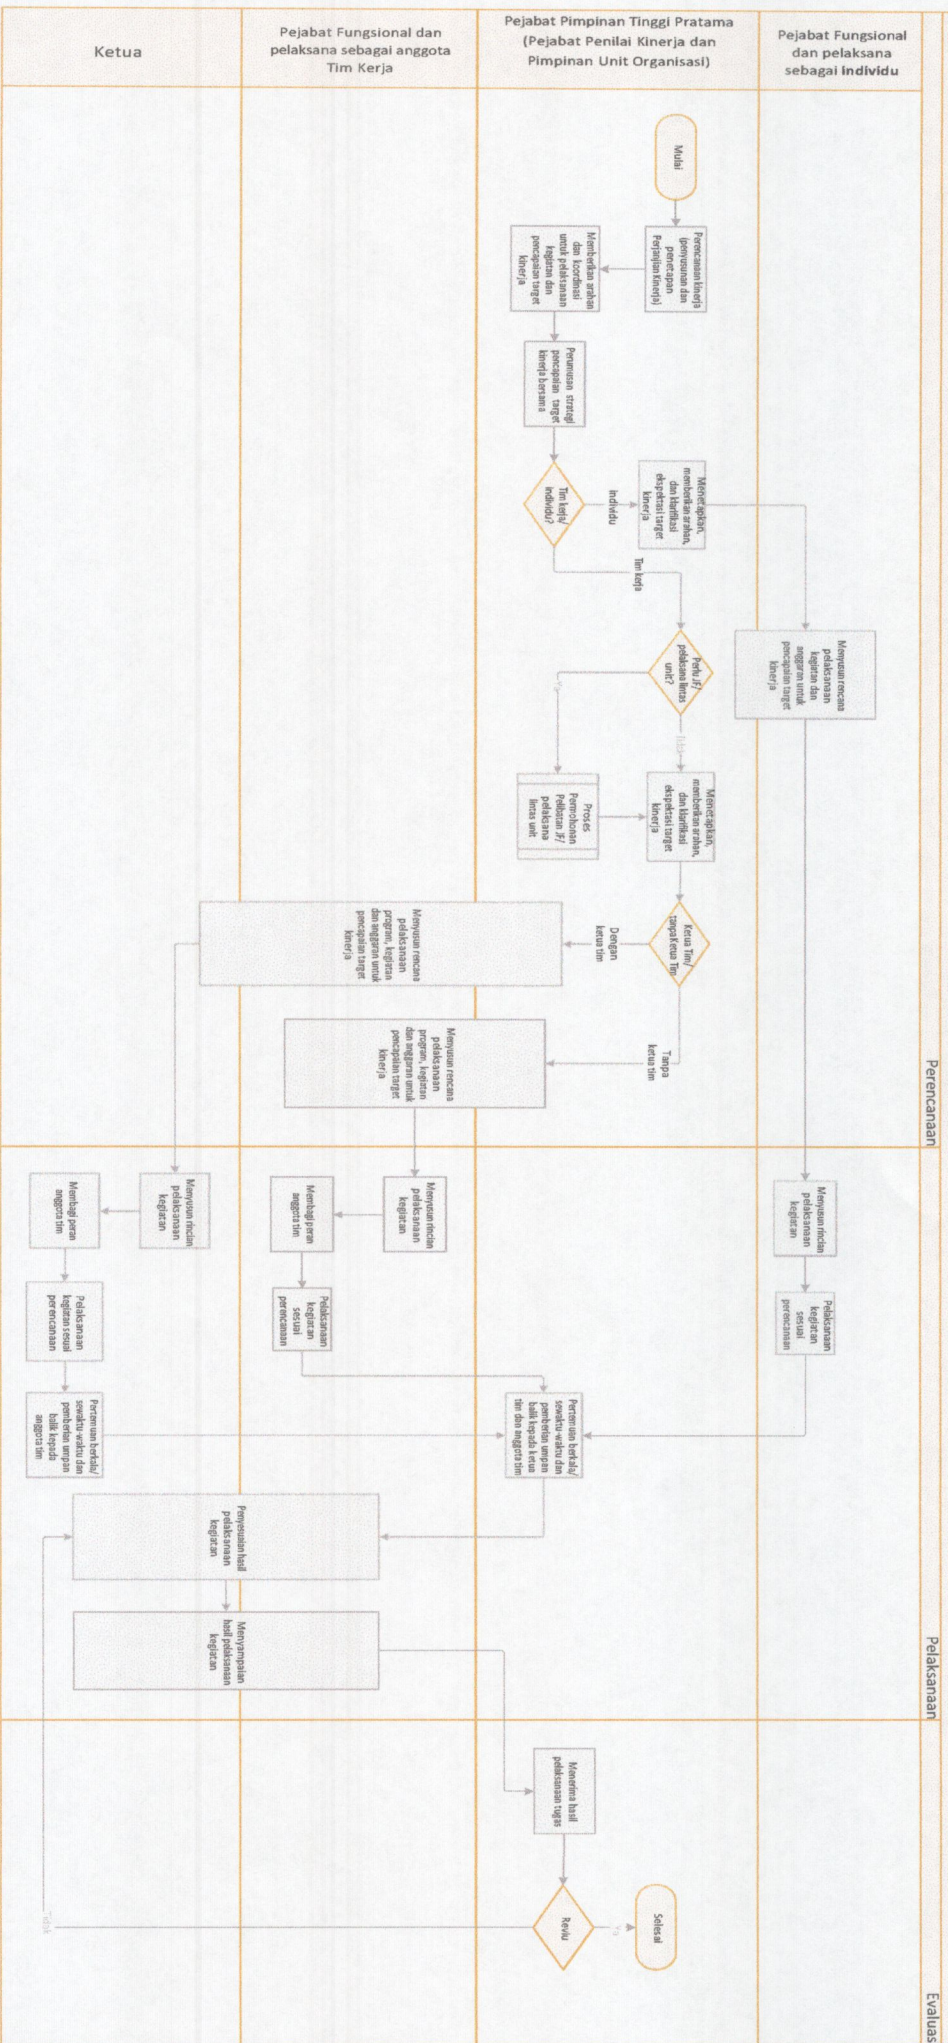 Ketua
Pejabat Fungsional dan
pelaksana sebagai anggota
Tim Kerja
Pejabat Pimpinan Tinggi Pratama
(Pejabat Penilai Kinerja dan
Pimpinan Unit Organisasi)
Pejabat Fungsional
dan pelaksana
sebagai individu
Perencanaan
Mulai
Perencanaan kinerja
(penyusunan dan
penetapan
Perjanjian Kinerja)
Memberikan arahan
dan koordinasi
untuk pelaksanaan
kegiatan dan
pencapaian target
kinerja
Perumusan strategi
pencapaian target
kinerja bersama
Tim kerja/
individu?
Individu
Menetapkan,
memberikan arahan,
dan klarifikasi
ekspektasi target
kinerja
Tim kerja
Menyusun rencana
pelaksanaan
kegiatan dan
anggaran untuk
pencapaian target
kinerja
Perlu JF/
pelaksana lintas
unit?
Ya
Tidak
Proses
Permohonan
Pelibatan JF/
pelaksana
lintas unit
Menetapkan,
memberikan arahan,
dan klarifikasi
ekspektasi target
kinerja
Ketua Tim/
tanpa Ketua Tim
Dengan
ketua tim
Tanpa
ketua tim
Menyusun rencana
pelaksanaan
program, kegiatan
dan anggaran untuk
pencapaian target
kinerja
Menyusun rencana
pelaksanaan
program, kegiatan
dan anggaran untuk
pencapaian target
kinerja
Pelaksanaan
Menyusun rincian
pelaksanaan
kegiatan
Pelaksanaan
kegiatan
sesuai
perencanaan
Menyusun rincian
pelaksanaan
kegiatan
Membagi peran
anggota tim
Pelaksanaan
kegiatan
sesuai
perencanaan
Menyusun rincian
pelaksanaan
kegiatan
Membagi peran
anggota tim
Pelaksanaan
kegiatan sesuai
perencanaan
Pertemuan berkala/
sewaktu-waktu dan
pemberian umpan
balik kepada
anggota tim
Pertemuan berkala/
sewaktu-waktu dan
pemberian umpan
balik kepada ketua
tim dan anggota tim
Penyesuaian hasil
pelaksanaan
kegiatan
Menyampaian
hasil pelaksanaan
kegiatan
Evaluas
Menerima hasil
pelaksanaan tugas
Reviu
Ya
Tidak
Selesai